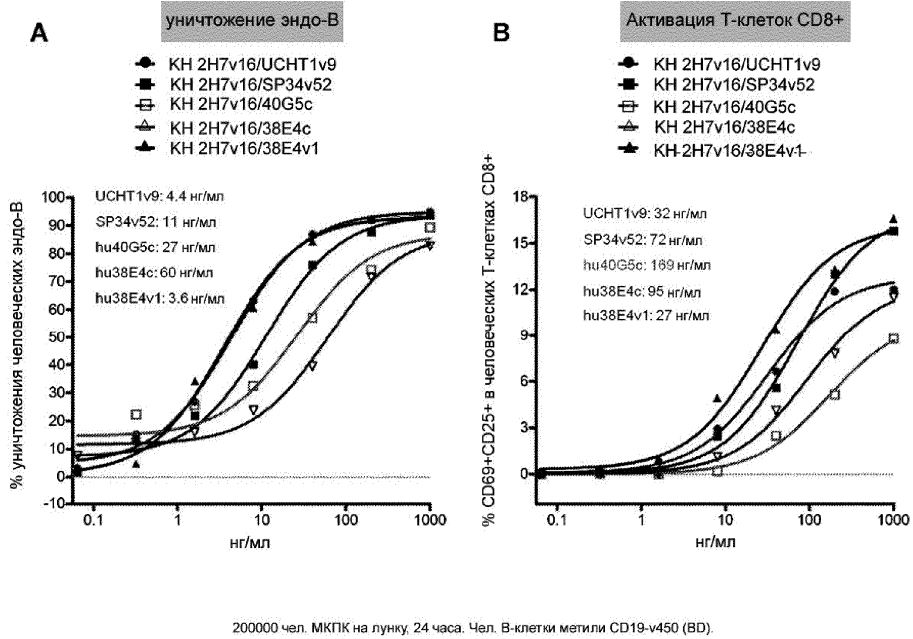 A
уничтожение эндо-В
KH 2H7v16/UCHT1v9
KH 2H7v16/SP34v52
KH 2H7v16/40G5c
KH 2H7v16/38E4c
KH 2H7v16/38E4v1
% уничтожения человеческих эндо-В
100
90
80
70
60
50
40
30
20
10
0
-10
UCHT1v9: 4.4 нг/мл
SP34v52: 11 нг/мл
hu40G5c: 27 нг/мл
hu38E4c: 60 нг/мл
hu38E4v1: 3.6 нг/мл
0.1 1 10 100 1000
нг/мл
B
Активация Т-клеток CD8+
KH 2H7v16/UCHT1v9
KH 2H7v16/SP34v52
KH 2H7v16/40G5c
KH 2H7v16/38E4c
KH 2H7v16/38E4v1
% CD69+CD25+ в человеческих Т-клетках CD8+
18
15
12
9
6
3
0
UCHT1v9: 32 нг/мл
SP34v52: 72 нг/мл
hu40G5c: 169 нг/мл
hu38E4c: 95 нг/мл
hu38E4v1: 27 нг/мл
0.1 1 10 100 1000
нг/мл
200000 чел. МКПК на лунку, 24 часа. Чел. В-клетки метили CD19-v450 (BD).